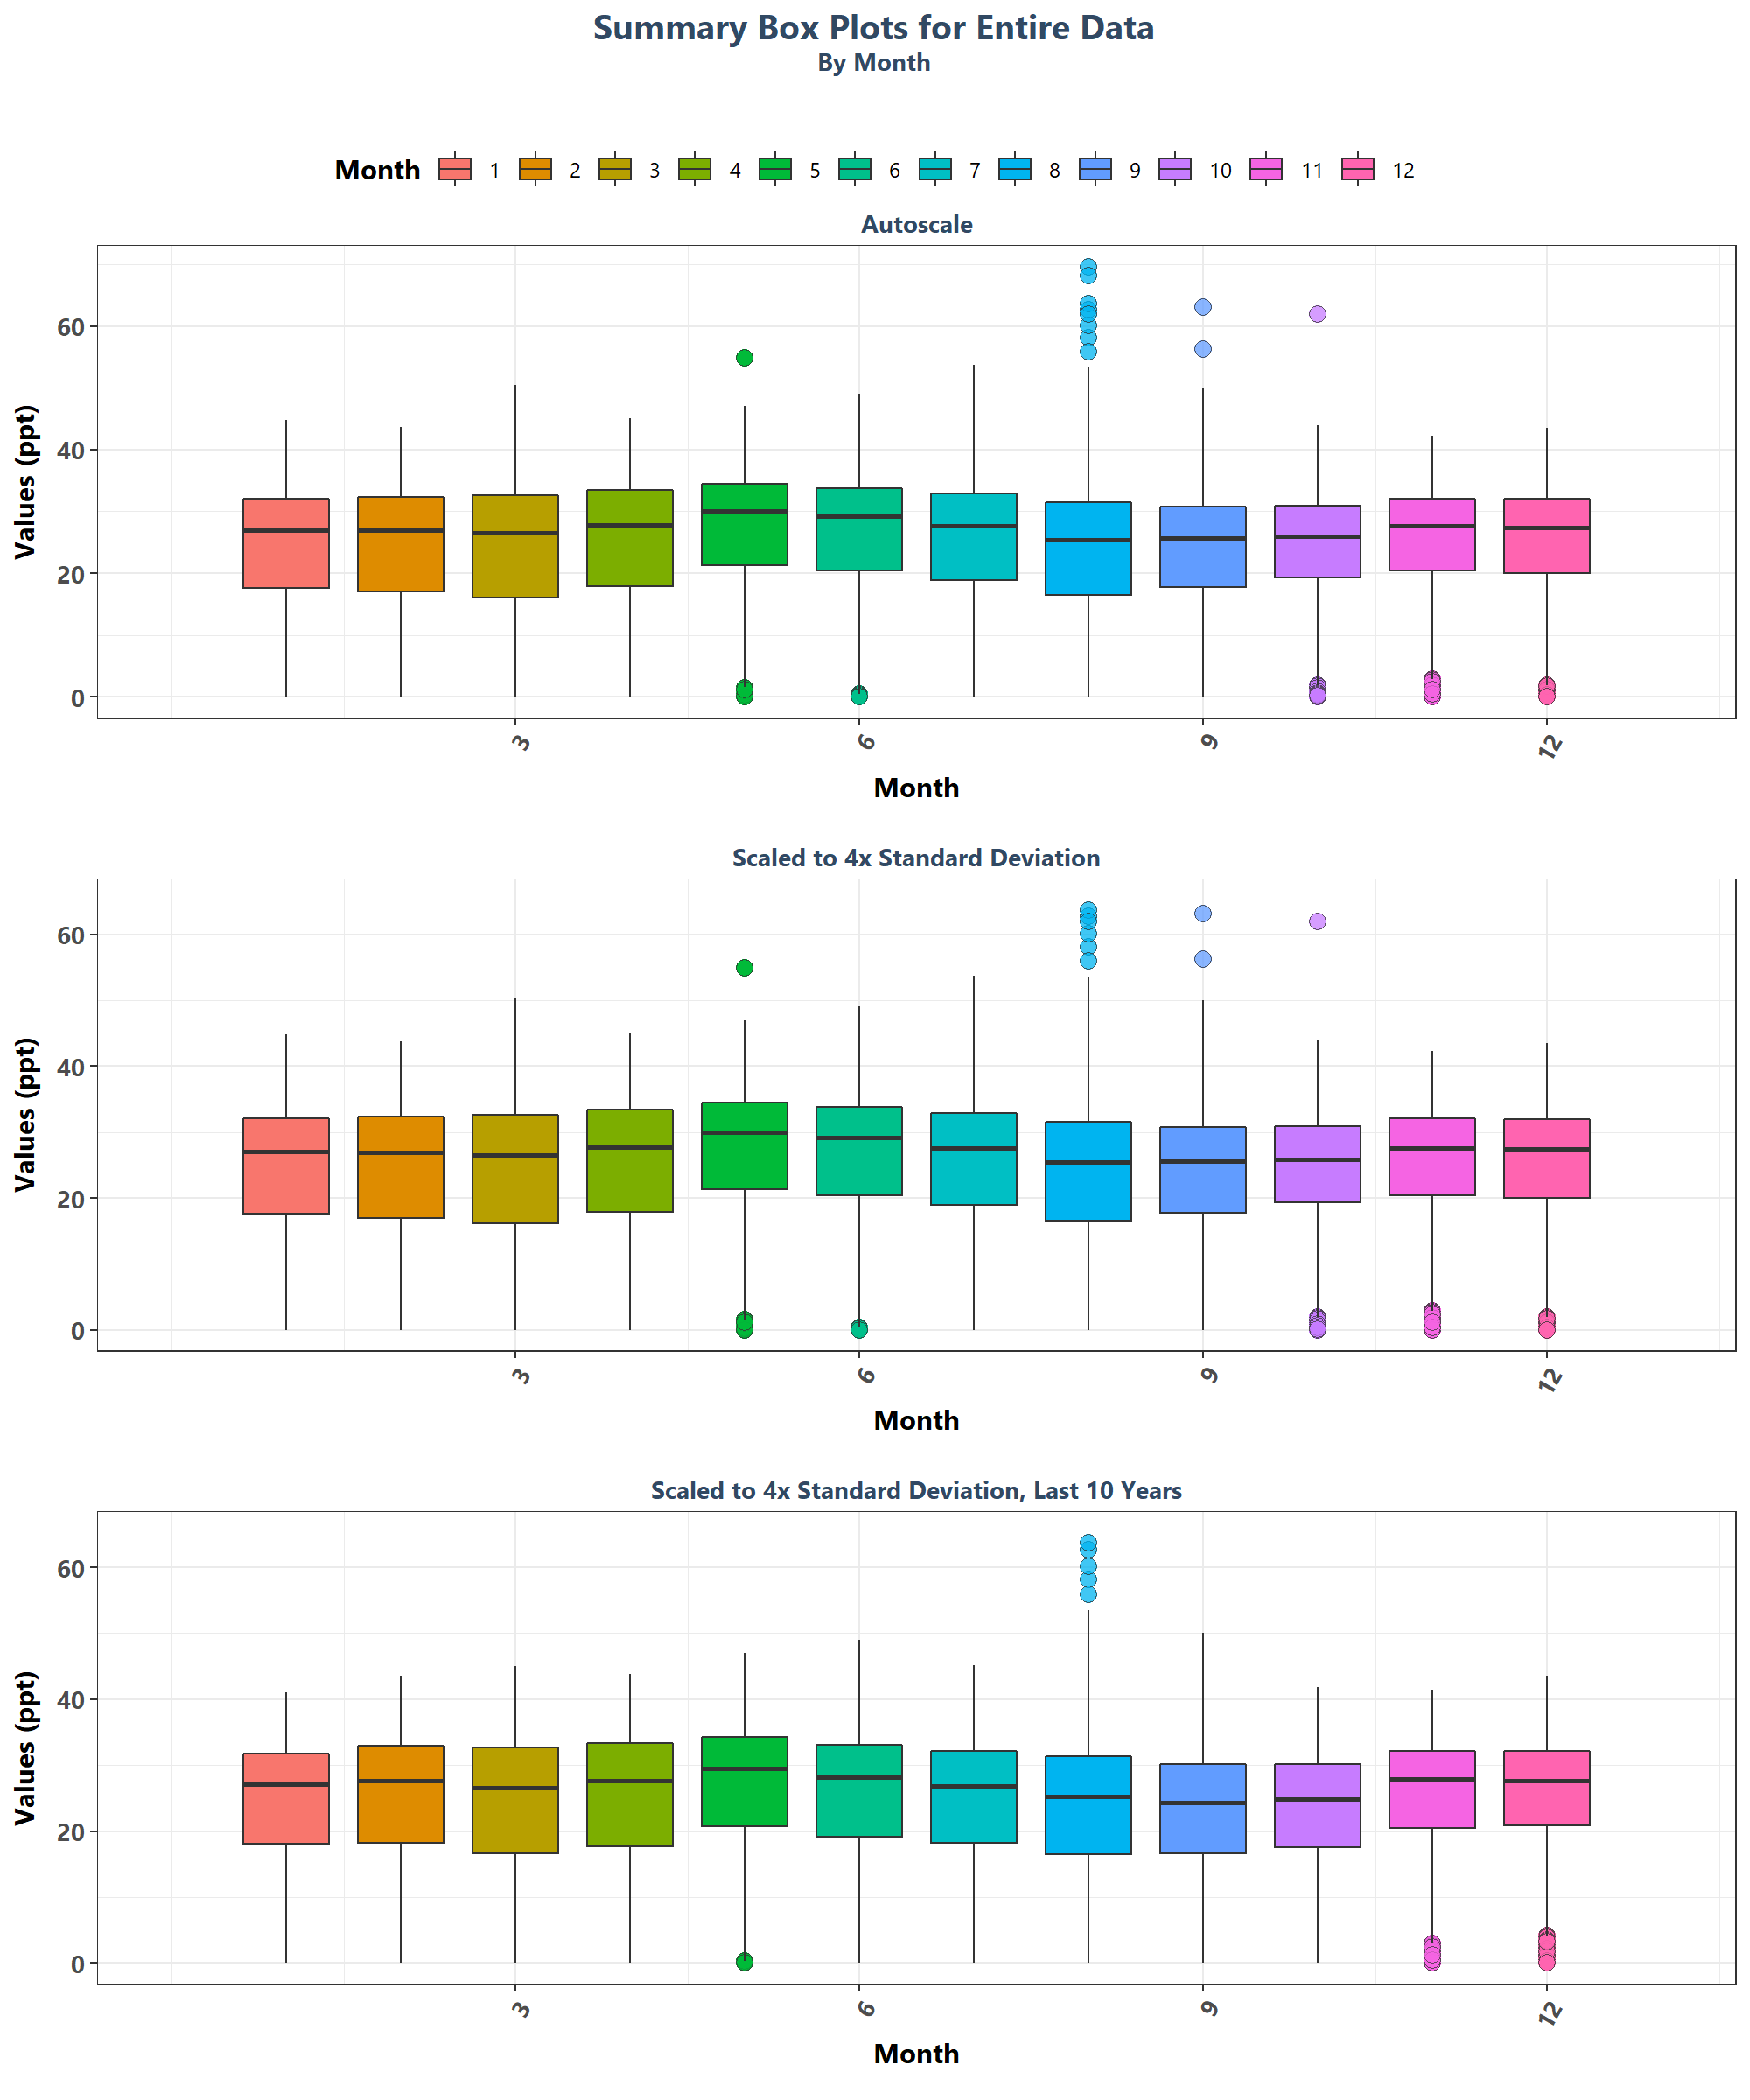 Summary Box Plots for Entire Data
By Month
Month 1 2 3 4 5 6 7 8 9 10 11 12
Autoscale
Values (ppt)
60
40
20
0
3 6 9 12
Month
Scaled to 4x Standard Deviation
Values (ppt)
60
40
20
0
3 6 9 12
Month
Scaled to 4x Standard Deviation, Last 10 Years
Values (ppt)
60
40
20
0
3 6 9 12
Month